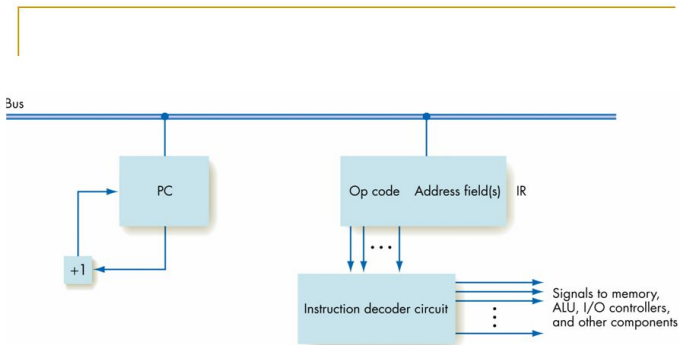 Bus
PC
Op code Address field(s) IR
+1
Instruction decoder circuit
Signals to memory,
ALU, I/O controllers,
and other components